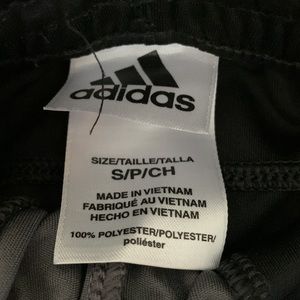 adidas
SIZE/TAILLE/TALLA
S/P/CH
MADE IN VIETNAM
FABRIQUÉ AU VIETNAM
HECHO EN VIETNAM
100% POLYESTER/POLYESTER/
poliéster